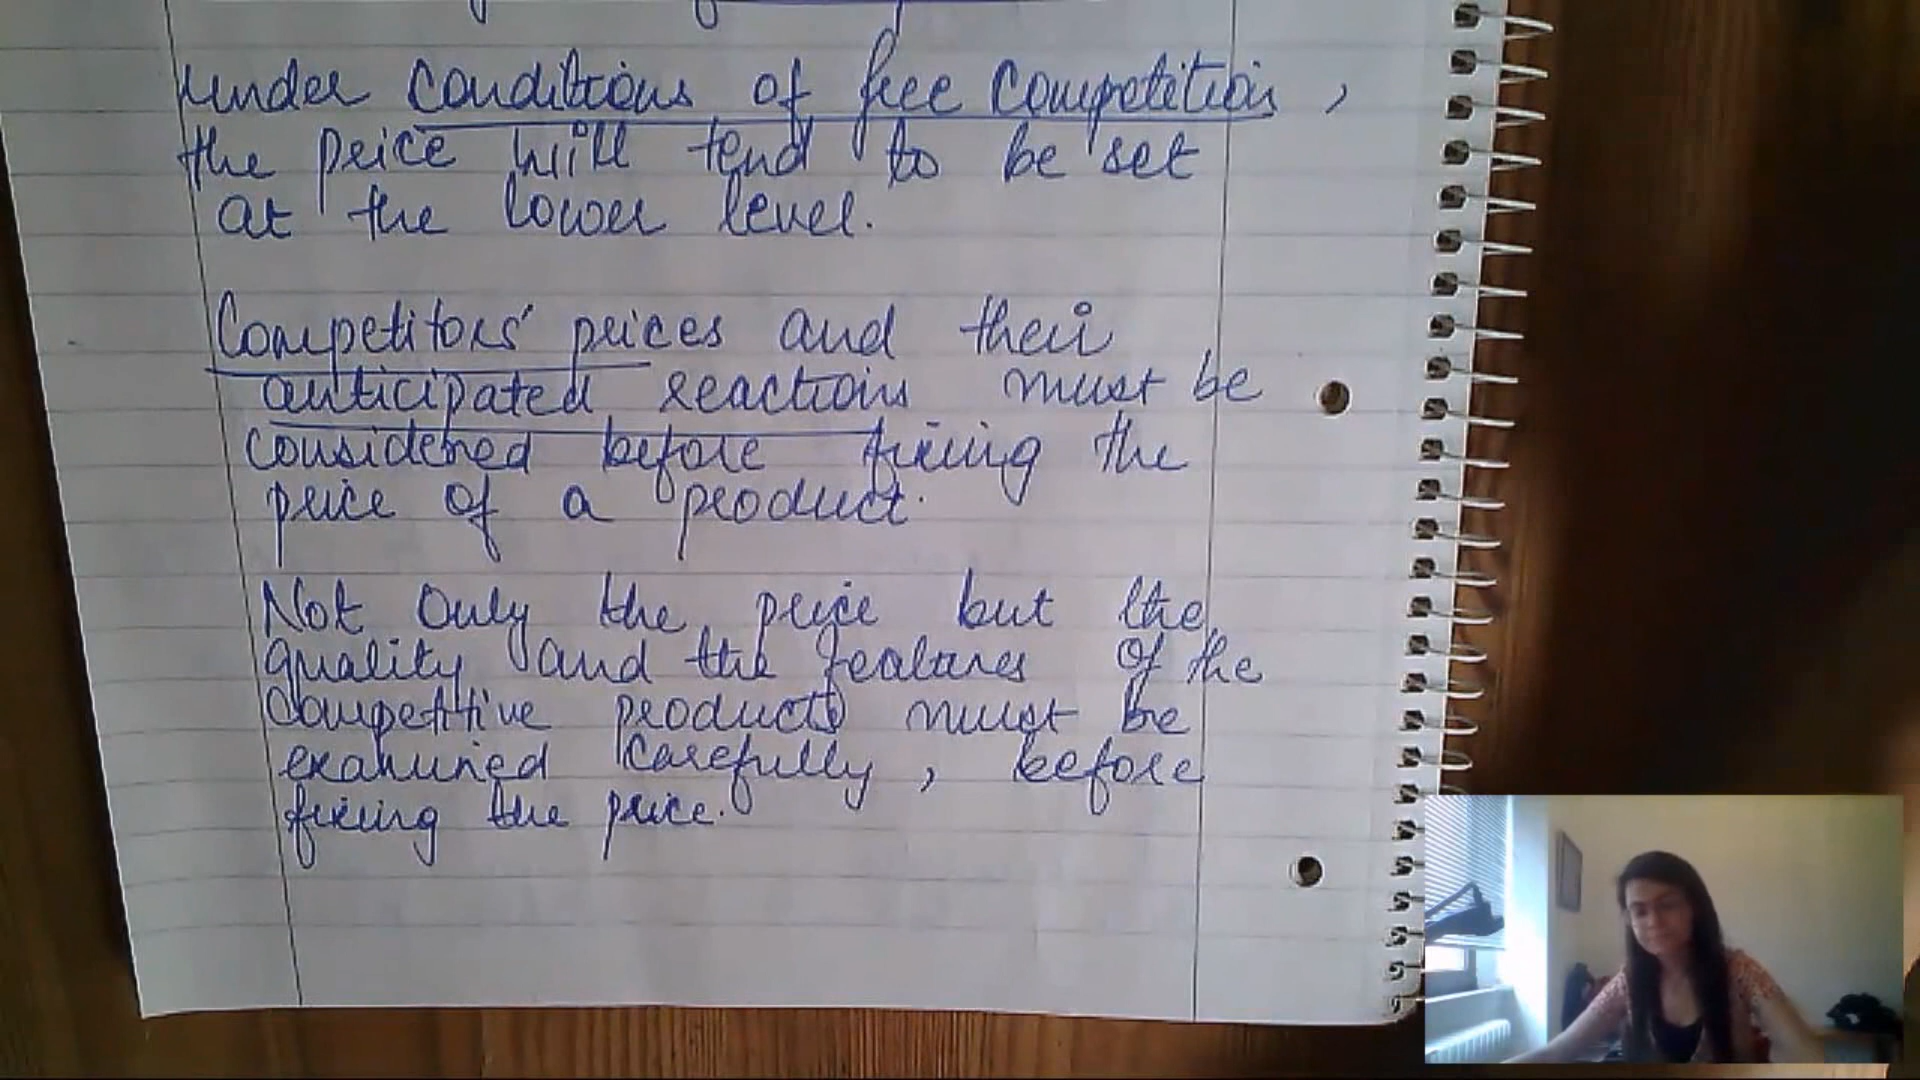 under conditions of free competition,
the price will tend to be set
at the lower level.
Competitors' prices and their
anticipated reactions must be
considered before fixing the
price of a product.
Not only the price but the
quality and the features of the
Competitive products must be
examined carefully, before
fixing the price.